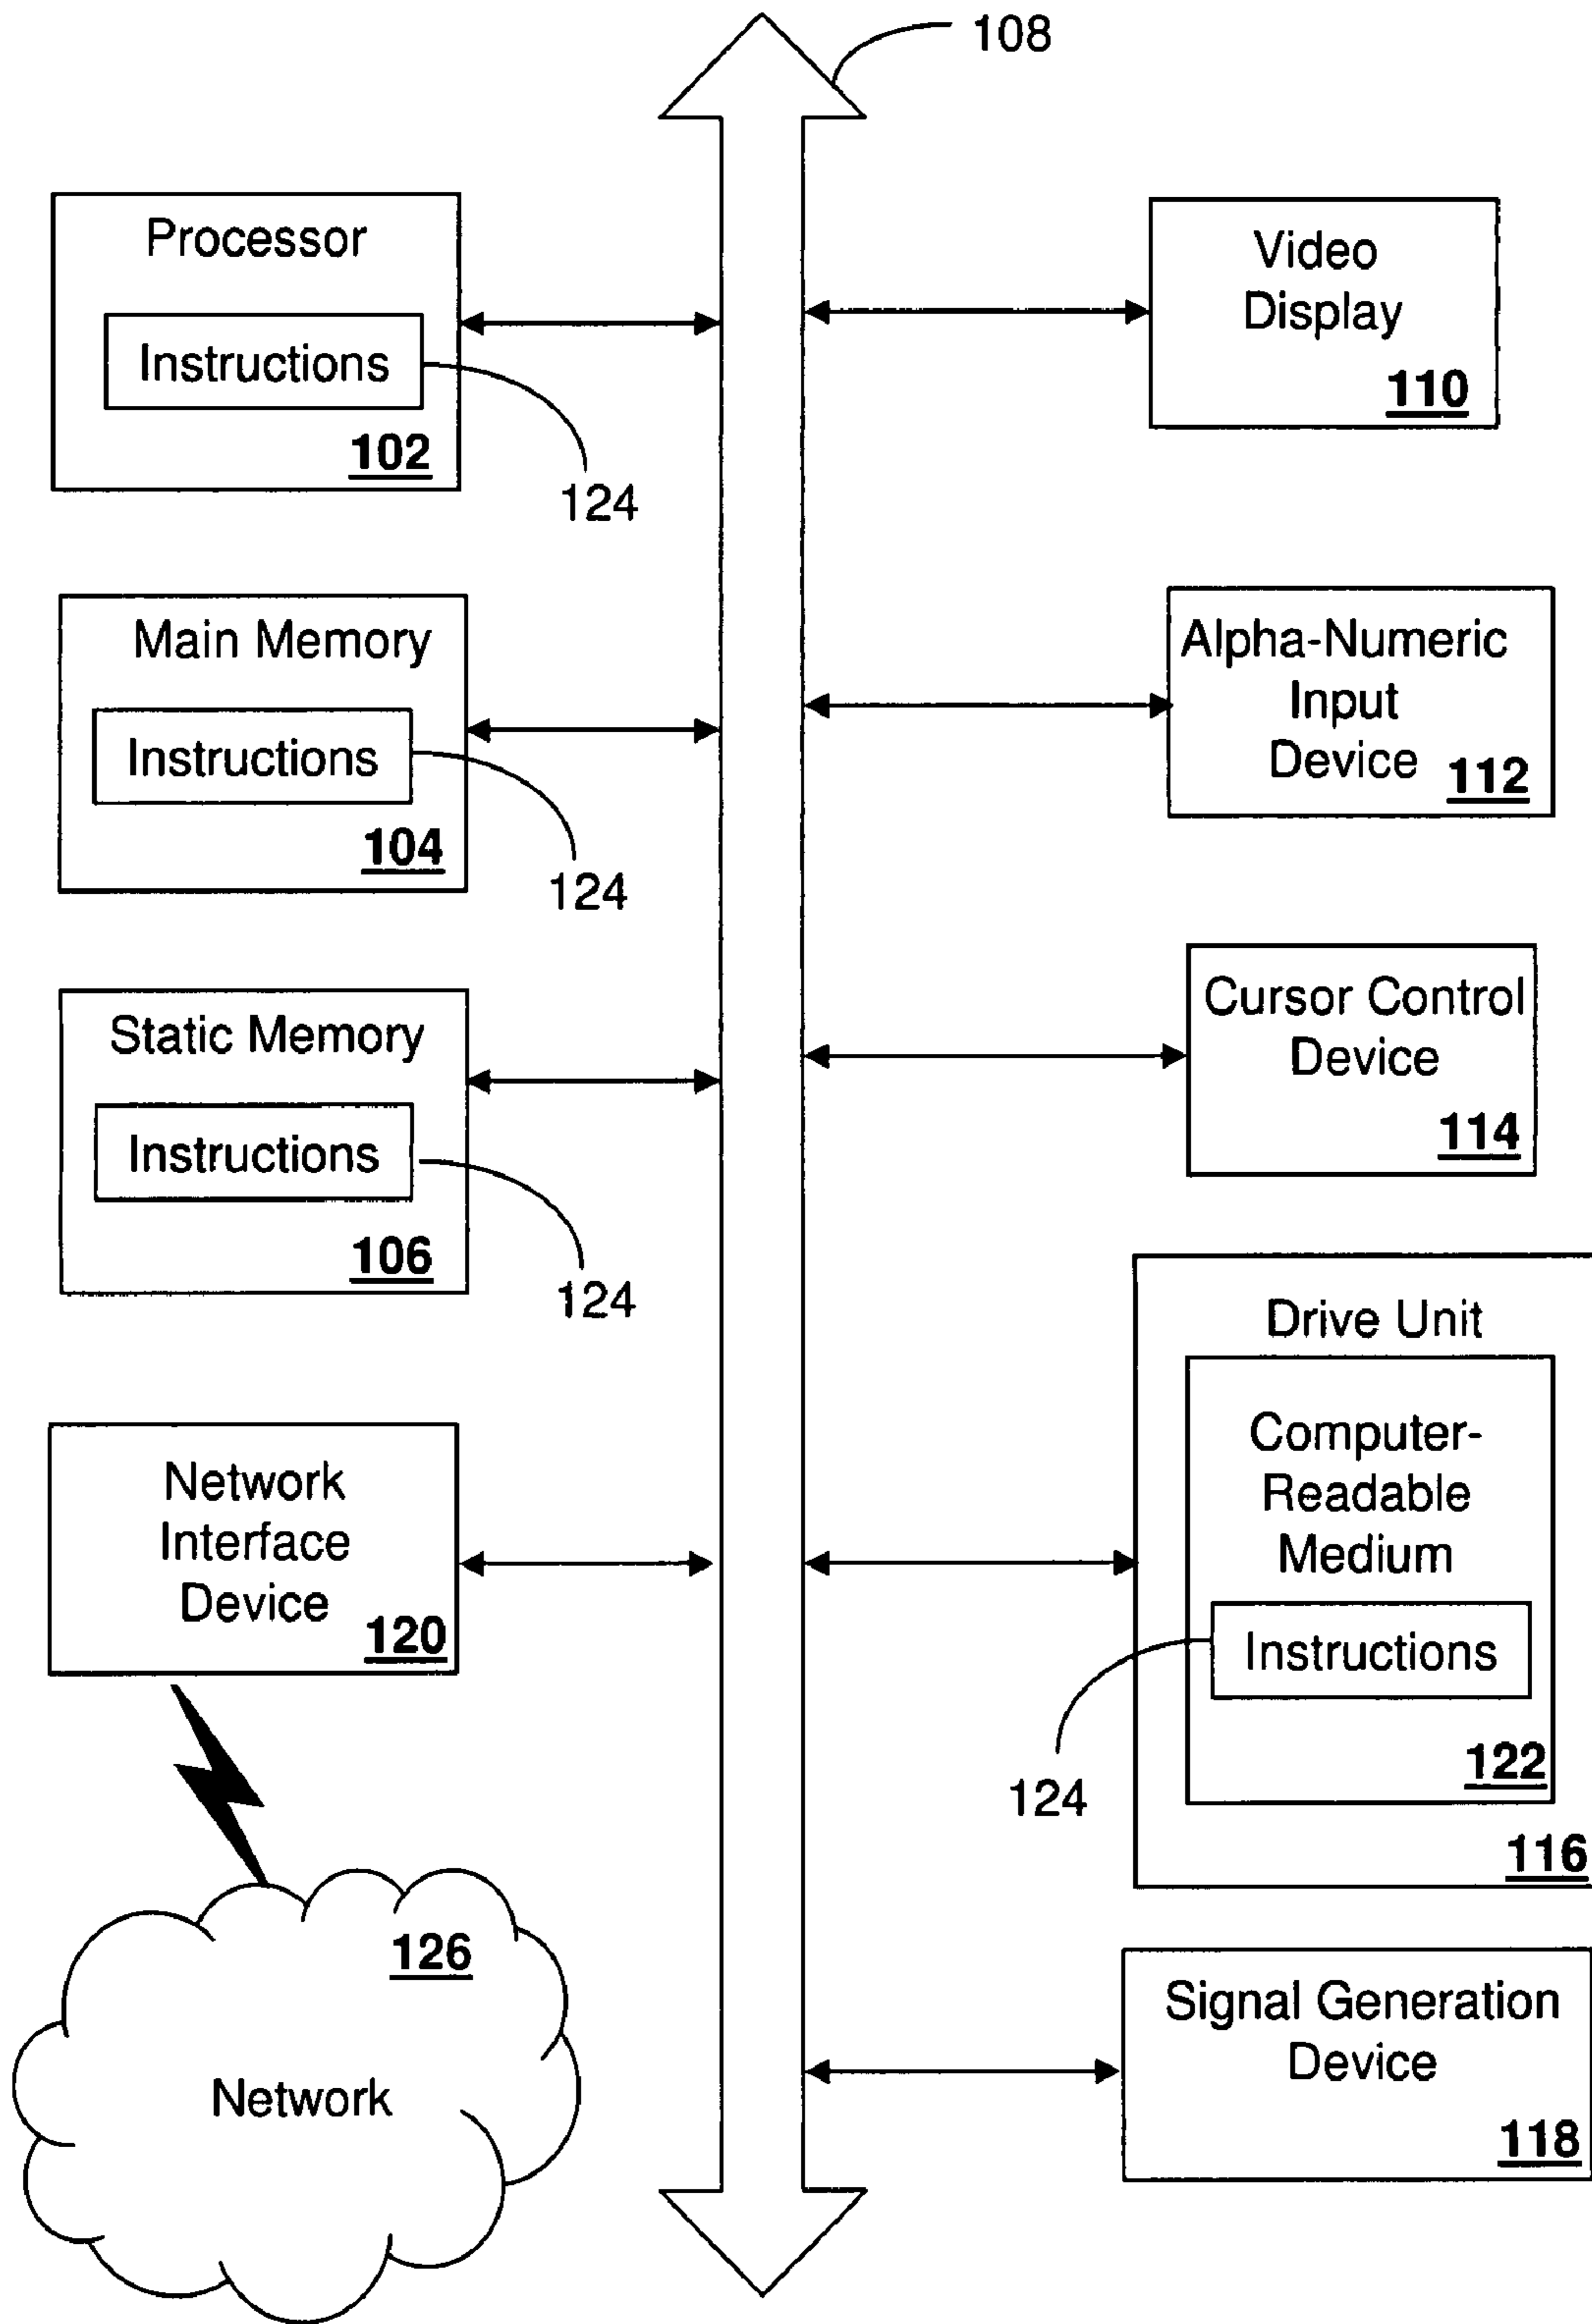 108
Processor
Instructions
102
124
Main Memory
Instructions
104
124
Static Memory
Instructions
106
124
Network
Interface
Device
120
126
Network
Video
Display
110
Alpha-Numeric
Input
Device 112
Cursor Control
Device
114
Drive Unit
Computer-
Readable
Medium
Instructions
124
122
116
Signal Generation
Device
118